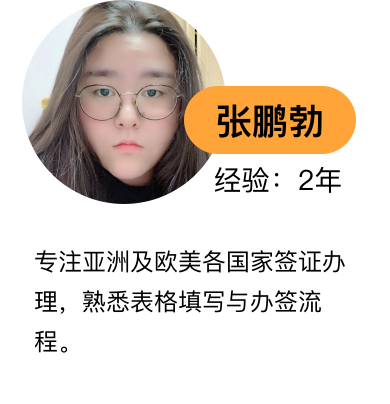 张鹏勃
经验：2年
专注亚洲及欧美各国家签证办
理，熟悉表格填写与办签流
程。